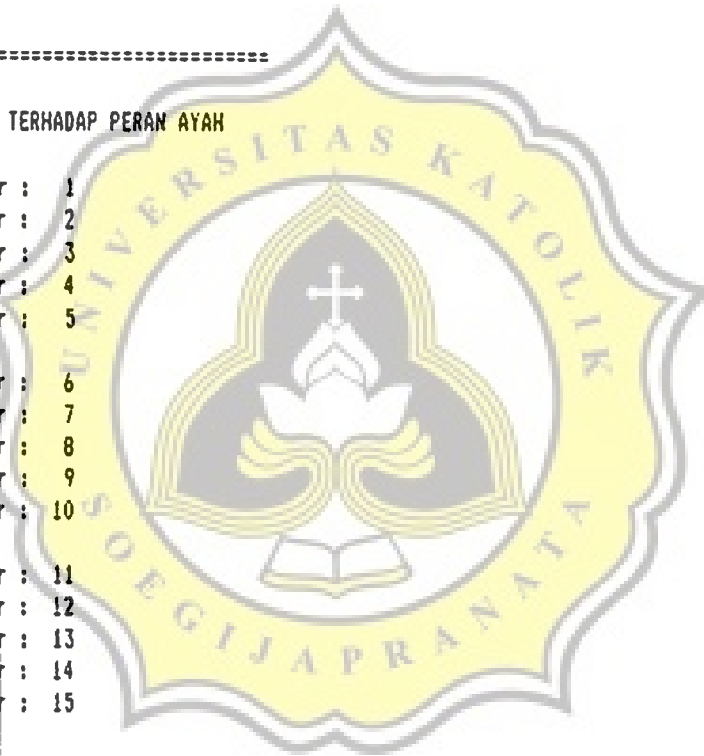 ============================
TERHADAP PERAN AYAH
r : 1
r : 2
r : 3
r : 4
r : 5
r : 6
r : 7
r : 8
r : 9
r : 10
r : 11
r : 12
r : 13
r : 14
r : 15
UNIVERSITAS KATOLIK
SOEGIJAPRANATA